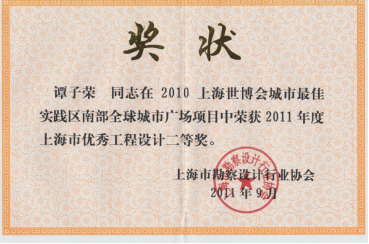 奖状
谭子荣 同志在 2010 上海世博会城市最佳
实践区南部全球城市广场项目中荣获 2011 年度
上海市优秀工程设计二等奖。
上海市勘察设计行业协会
2011 年 9 月